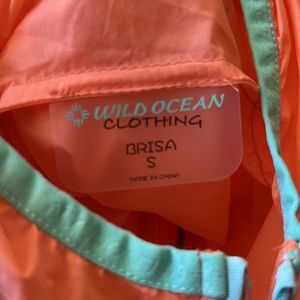 WILD OCEAN
CLOTHING
BRISA
S
MADE IN CHINA